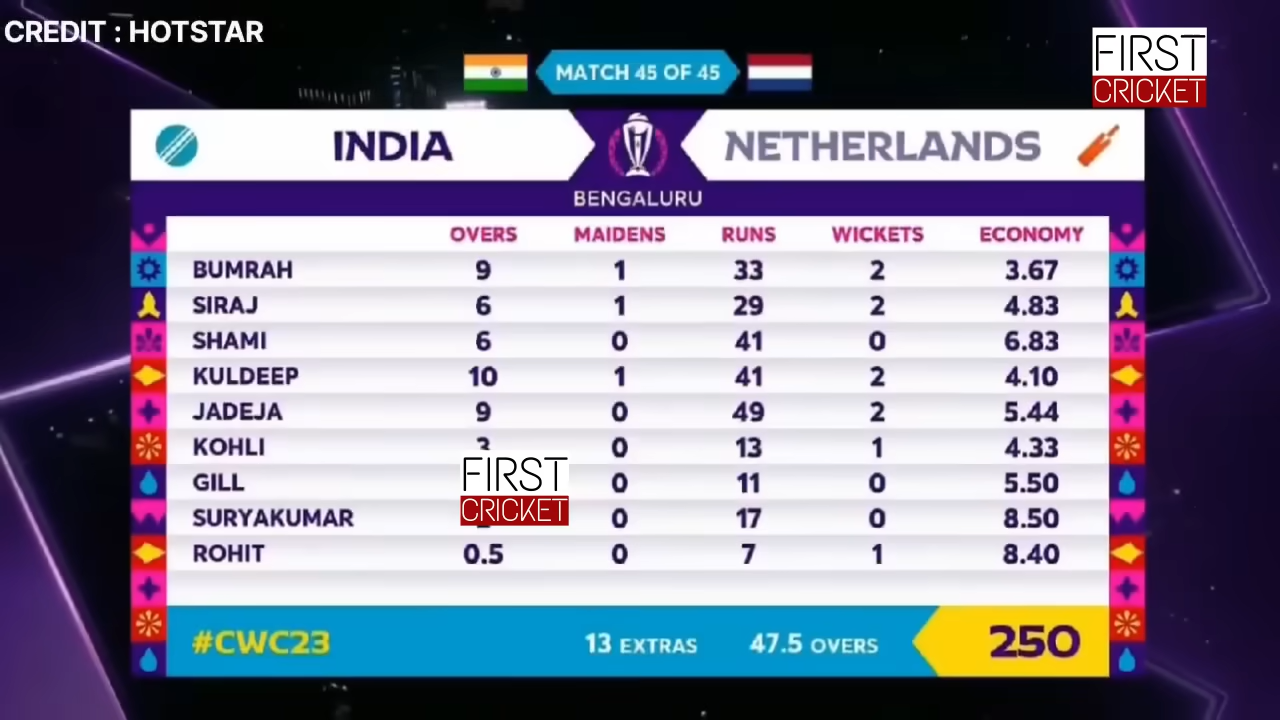 CREDIT : HOTSTAR
FIRST
CRICKET
MATCH 45 OF 45
INDIA NETHERLANDS
BENGALURU
OVERS MAIDENS RUNS WICKETS ECONOMY
BUMRAH 9 1 33 2 3.67
SIRAJ 6 1 29 2 4.83
SHAMI 6 0 41 0 6.83
KULDEEP 10 1 41 2 4.10
JADEJA 9 0 49 2 5.44
KOHLI 3 0 13 1 4.33
GILL 0 11 0 5.50
SURYAKUMAR 0 17 0 8.50
FIRST
CRICKET
ROHIT 0.5 0 7 1 8.40
#CWC23 13 EXTRAS 47.5 OVERS 250